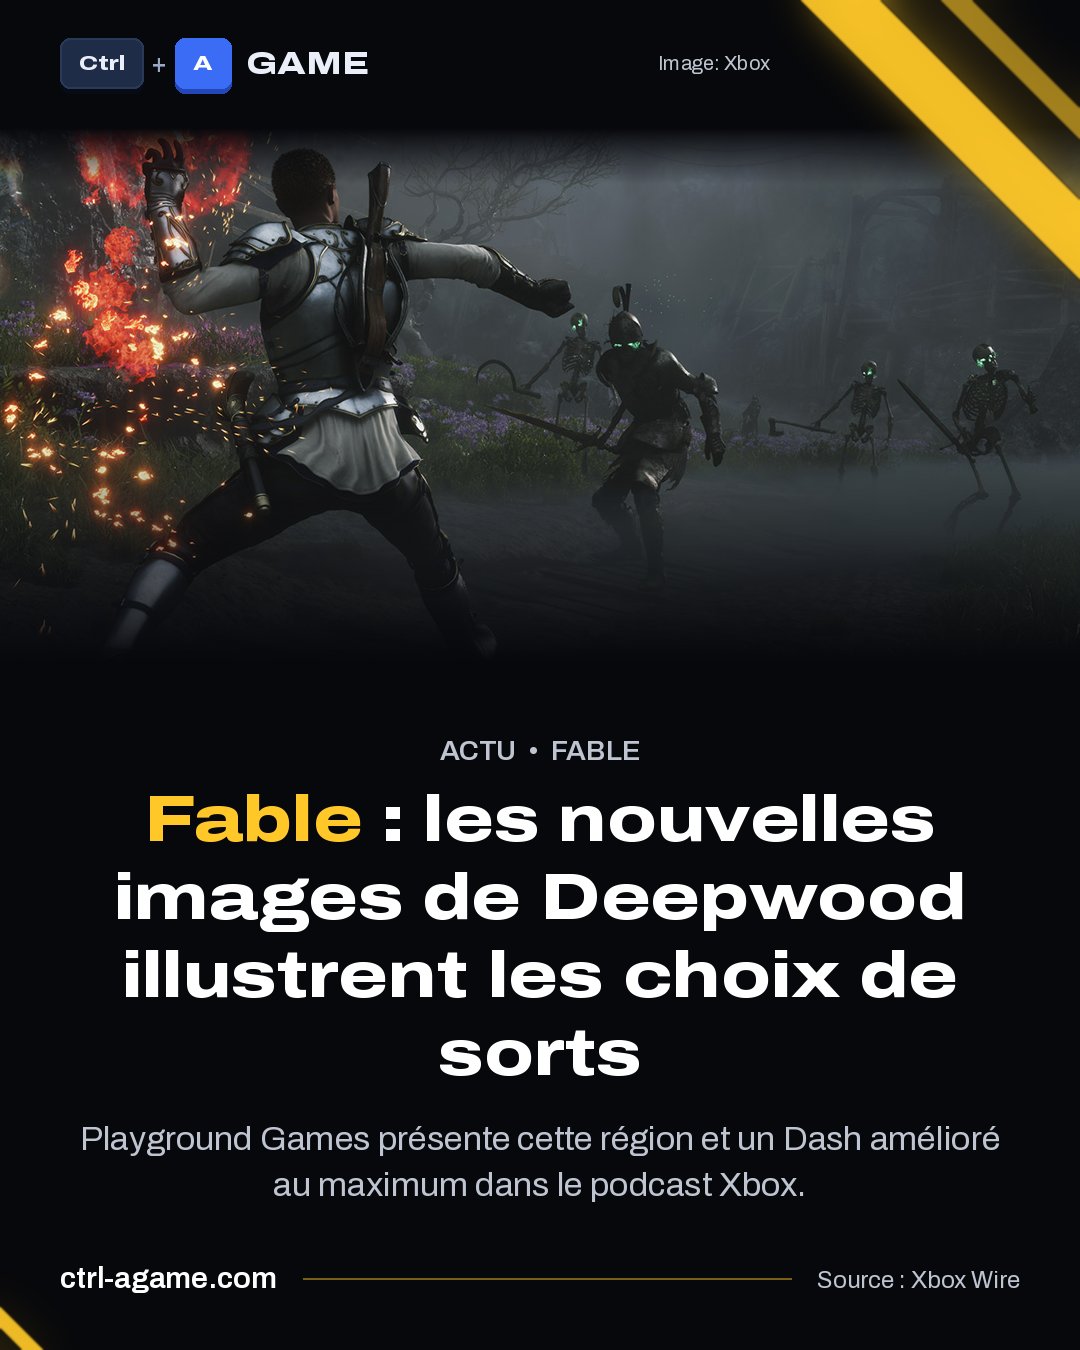 Ctrl + A GAME
Image: Xbox
ACTU • FABLE
Fable : les nouvelles
images de Deepwood
illustrent les choix de
sorts
Playground Games présente cette région et un Dash amélioré
au maximum dans le podcast Xbox.
ctrl-agame.com
Source : Xbox Wire